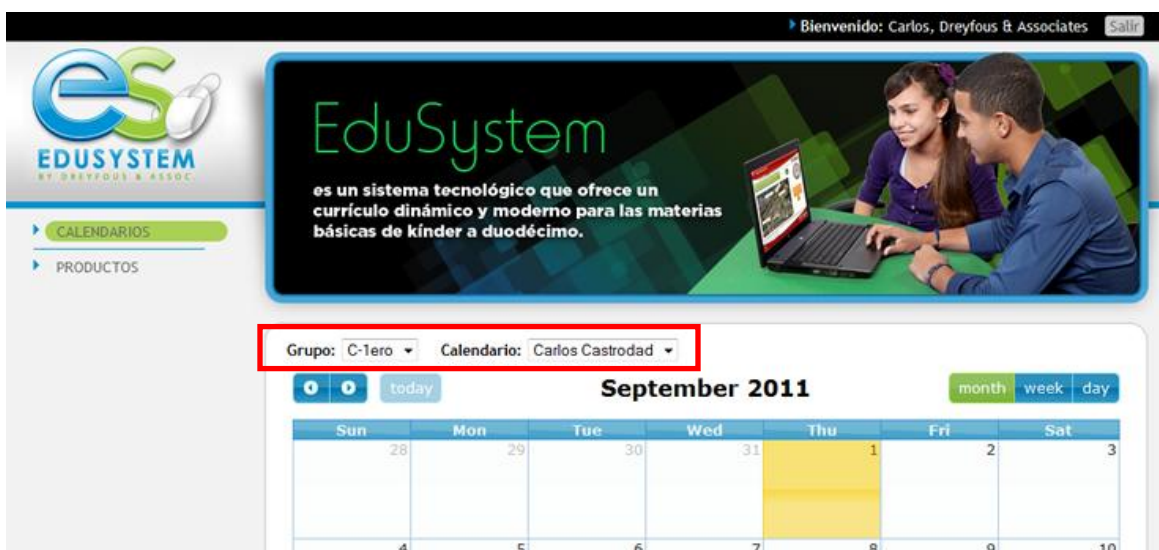 Bienvenido: Carlos, Dreyfous & Associates Salir
eS
EDUSYSTEM
BY DREYFOUS & ASSOC.
CALENDARIOS
PRODUCTOS
EduSystem
es un sistema tecnológico que ofrece un
currículo dinámico y moderno para las materias
básicas de kínder a duodécimo.
Grupo: C-1ero Calendario: Carlos Castrodad
today September 2011 month week day
Sun Mon Tue Wed Thu Fri Sat
28 29 30 31 1 2 3
4 5 6 7 8 9 10